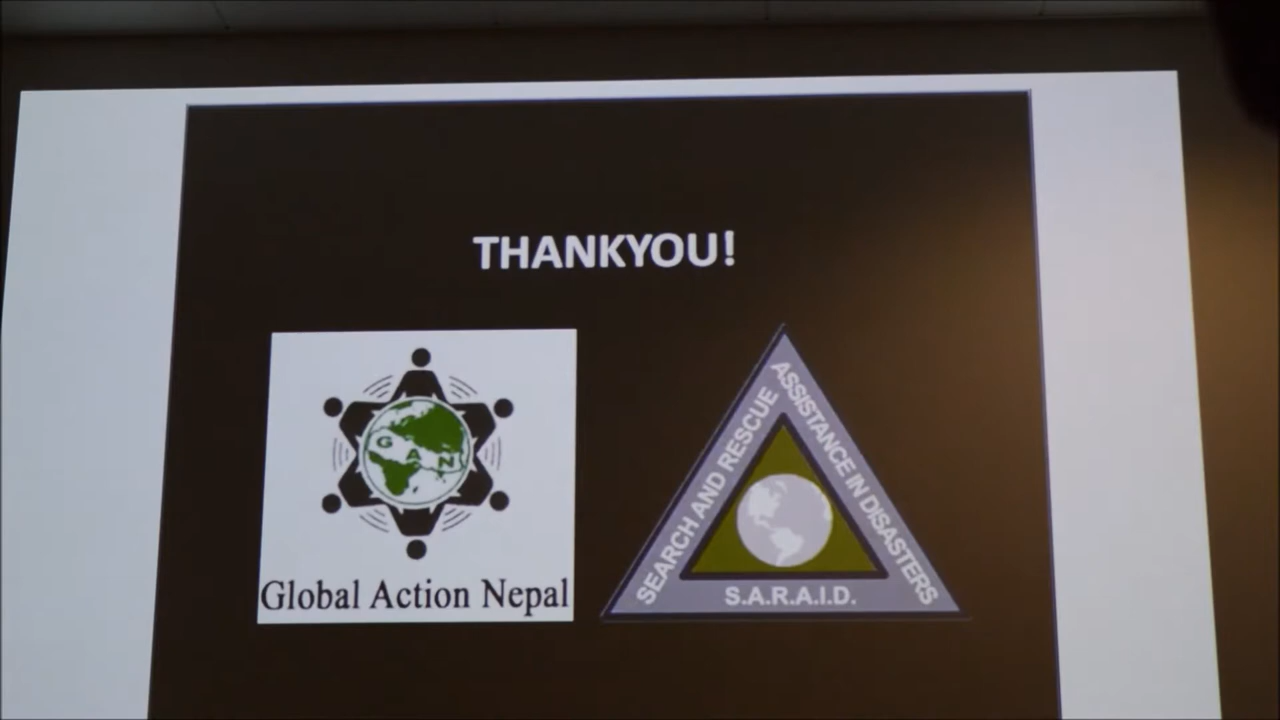 THANKYOU!
GAN
Global Action Nepal
SEARCH AND RESCUE
ASSISTANCE IN DISASTERS
S.A.R.A.I.D.